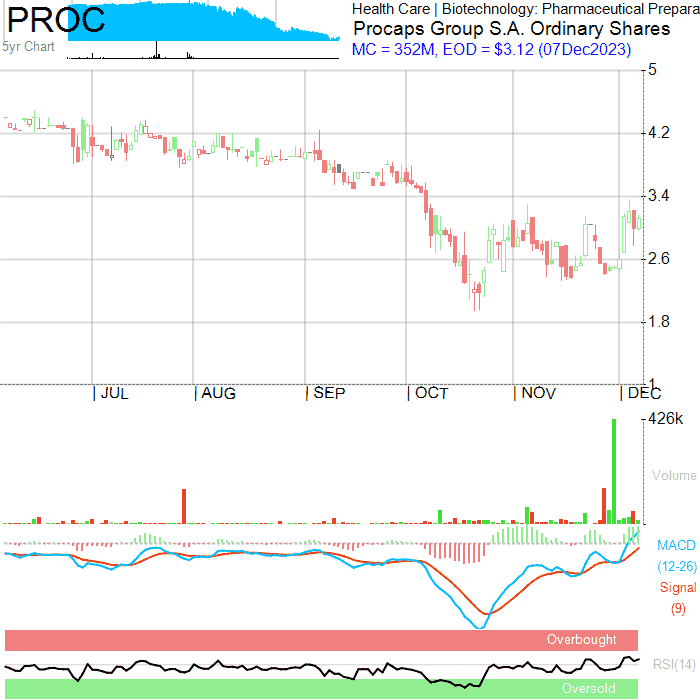 PROC
5yr Chart
Health Care | Biotechnology: Pharmaceutical Prepara
Procaps Group S.A. Ordinary Shares
MC = 352M, EOD = $3.12 (07Dec2023)
5
4.2
3.4
2.6
1.8
1
JUL
AUG
SEP
OCT
NOV
DEC
426k
Volume
MACD
(12-26)
Signal
(9)
Overbought
RSI(14)
Oversold